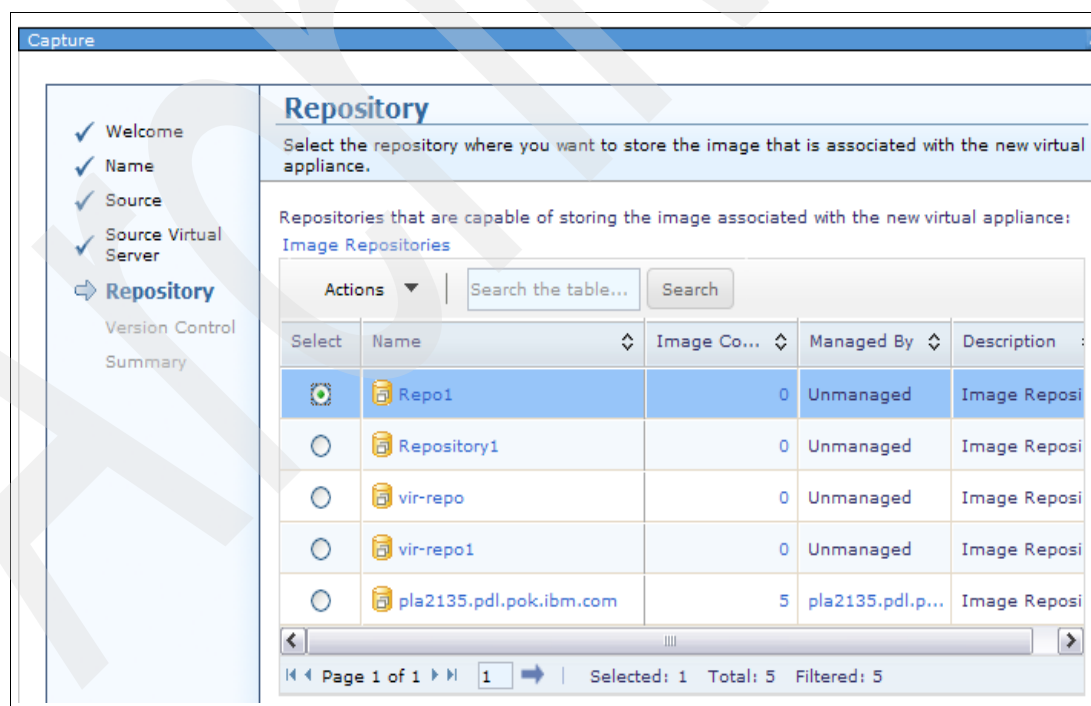 Capture
Welcome
Name
Source
Source Virtual
Server
Repository
Version Control
Summary
Repository
Select the repository where you want to store the image that is associated with the new virtual
appliance.
Repositories that are capable of storing the image associated with the new virtual appliance:
Image Repositories
Actions Search the table... Search
Select Name Image Co... Managed By Description
Repo1 0 Unmanaged Image Reposi
Repository1 0 Unmanaged Image Reposi
vir-repo 0 Unmanaged Image Reposi
vir-repo1 0 Unmanaged Image Reposi
pla2135.pdl.pok.ibm.com 5 pla2135.pdl.p... Image Reposi
Page 1 of 1 1 Selected: 1 Total: 5 Filtered: 5